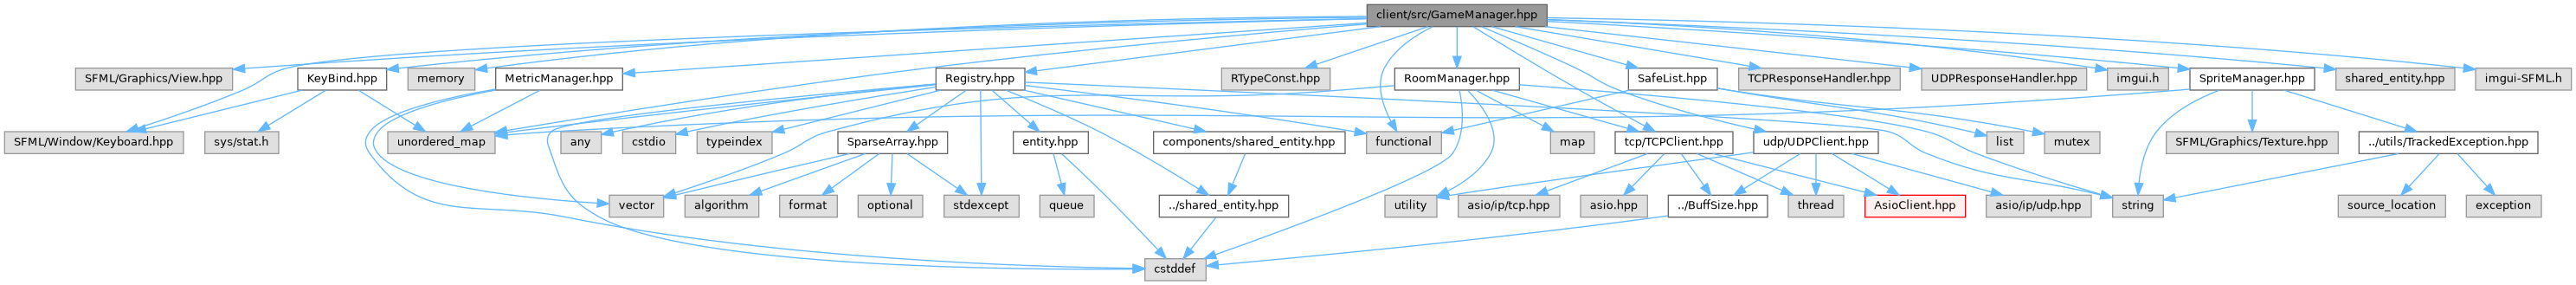 client/src/GameManager.hpp
SFML/Graphics/View.hpp
KeyBind.hpp
memory
MetricManager.hpp
Registry.hpp
RTypeConst.hpp
RoomManager.hpp
SafeList.hpp
TCPResponseHandler.hpp
UDPResponseHandler.hpp
imgui.h
SpriteManager.hpp
shared_entity.hpp
imgui-SFML.h
SFML/Window/Keyboard.hpp
sys/stat.h
unordered_map
any
cstdio
typeindex
SparseArray.hpp
entity.hpp
components/shared_entity.hpp
functional
map
tcp/TCPClient.hpp
udp/UDPClient.hpp
list
mutex
SFML/Graphics/Texture.hpp
../utils/TrackedException.hpp
vector
algorithm
format
optional
stdexcept
queue
../shared_entity.hpp
utility
asio/ip/tcp.hpp
asio.hpp
../BuffSize.hpp
thread
AsioClient.hpp
asio/ip/udp.hpp
string
source_location
exception
cstddef